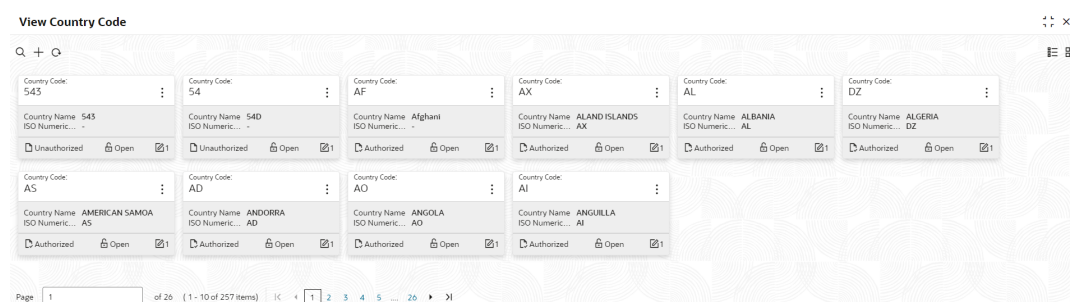 View Country Code
Country Code: Country Code: Country Code: Country Code: Country Code: Country Code:
543 54 AF AX AL DZ
Country Name 543 Country Name 54D Country Name Afghani Country Name ALAND ISLANDS Country Name ALBANIA Country Name ALGERIA
ISO Numeric... - ISO Numeric... - ISO Numeric... - ISO Numeric... AX ISO Numeric... AL ISO Numeric... DZ
Unauthorized Open 1 Unauthorized Open 1 Authorized Open 1 Authorized Open 1 Authorized Open 1 Authorized Open 1
Country Code: Country Code: Country Code: Country Code:
AS AD AO AI
Country Name AMERICAN SAMOA Country Name ANDORRA Country Name ANGOLA Country Name ANGUILLA
ISO Numeric... AS ISO Numeric... AD ISO Numeric... AO ISO Numeric... AI
Authorized Open 1 Authorized Open 1 Authorized Open 1 Authorized Open 1
Page 1 of 26 ( 1 - 10 of 257 items) 1 2 3 4 5 .... 26